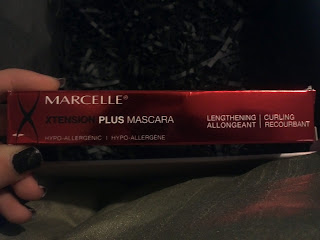 MARCELLE®
XTENSION PLUS MASCARA
HYPO-ALLERGENIC | HYPO-ALLERGÈNE
LENGTHENING | CURLING
ALLONGEANT | RECOURBANT